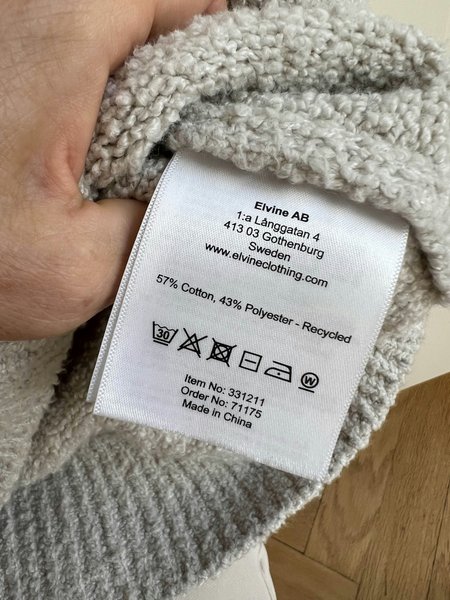 Elvine AB
1:a Långgatan 4
413 03 Gothenburg
Sweden
www.elvineclothing.com
57% Cotton, 43% Polyester - Recycled
30 W
Item No: 331211
Order No: 71175
Made in China